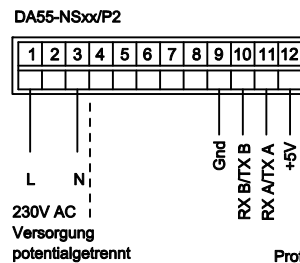 DA55-NSxx/P2
1 2 3 4 5 6 7 8 9 10 11 12
L N
Gnd
RX B/TX B
RX A/TX A
+5V
230V AC
Versorgung
potentialgetrennt
Prof